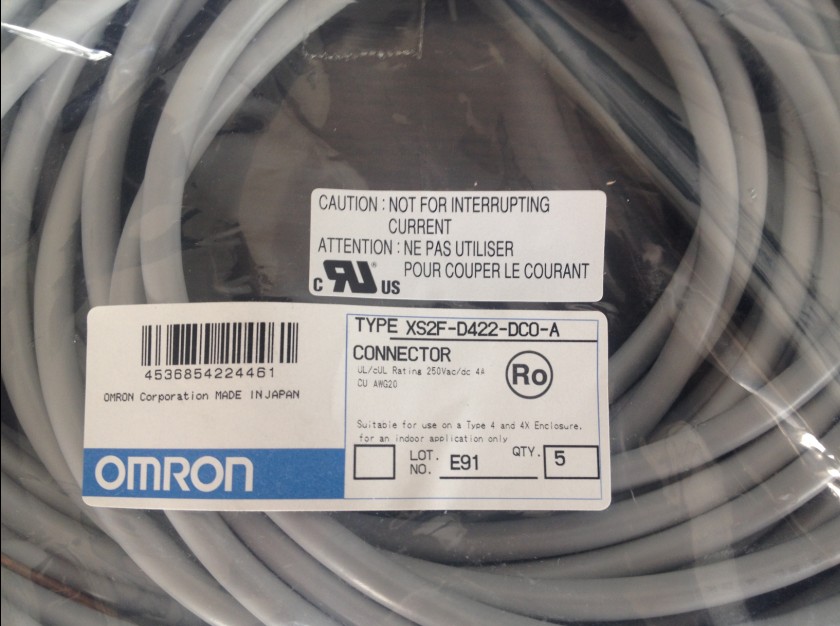 CAUTION : NOT FOR INTERRUPTING
CURRENT
ATTENTION : NE PAS UTILISER
POUR COUPER LE COURANT
C RU ® US
4536854224461
OMRON Corporation MADE IN JAPAN
OMRON
TYPE XS2F-D422-DC0-A
CONNECTOR
UL/cUL Rating 250Vac/dc 4A
CU AWG20
Ro
Suitable for use on a Type 4 and 4X Enclosure.
for an indoor application only
LOT. NO. E91 QTY. 5